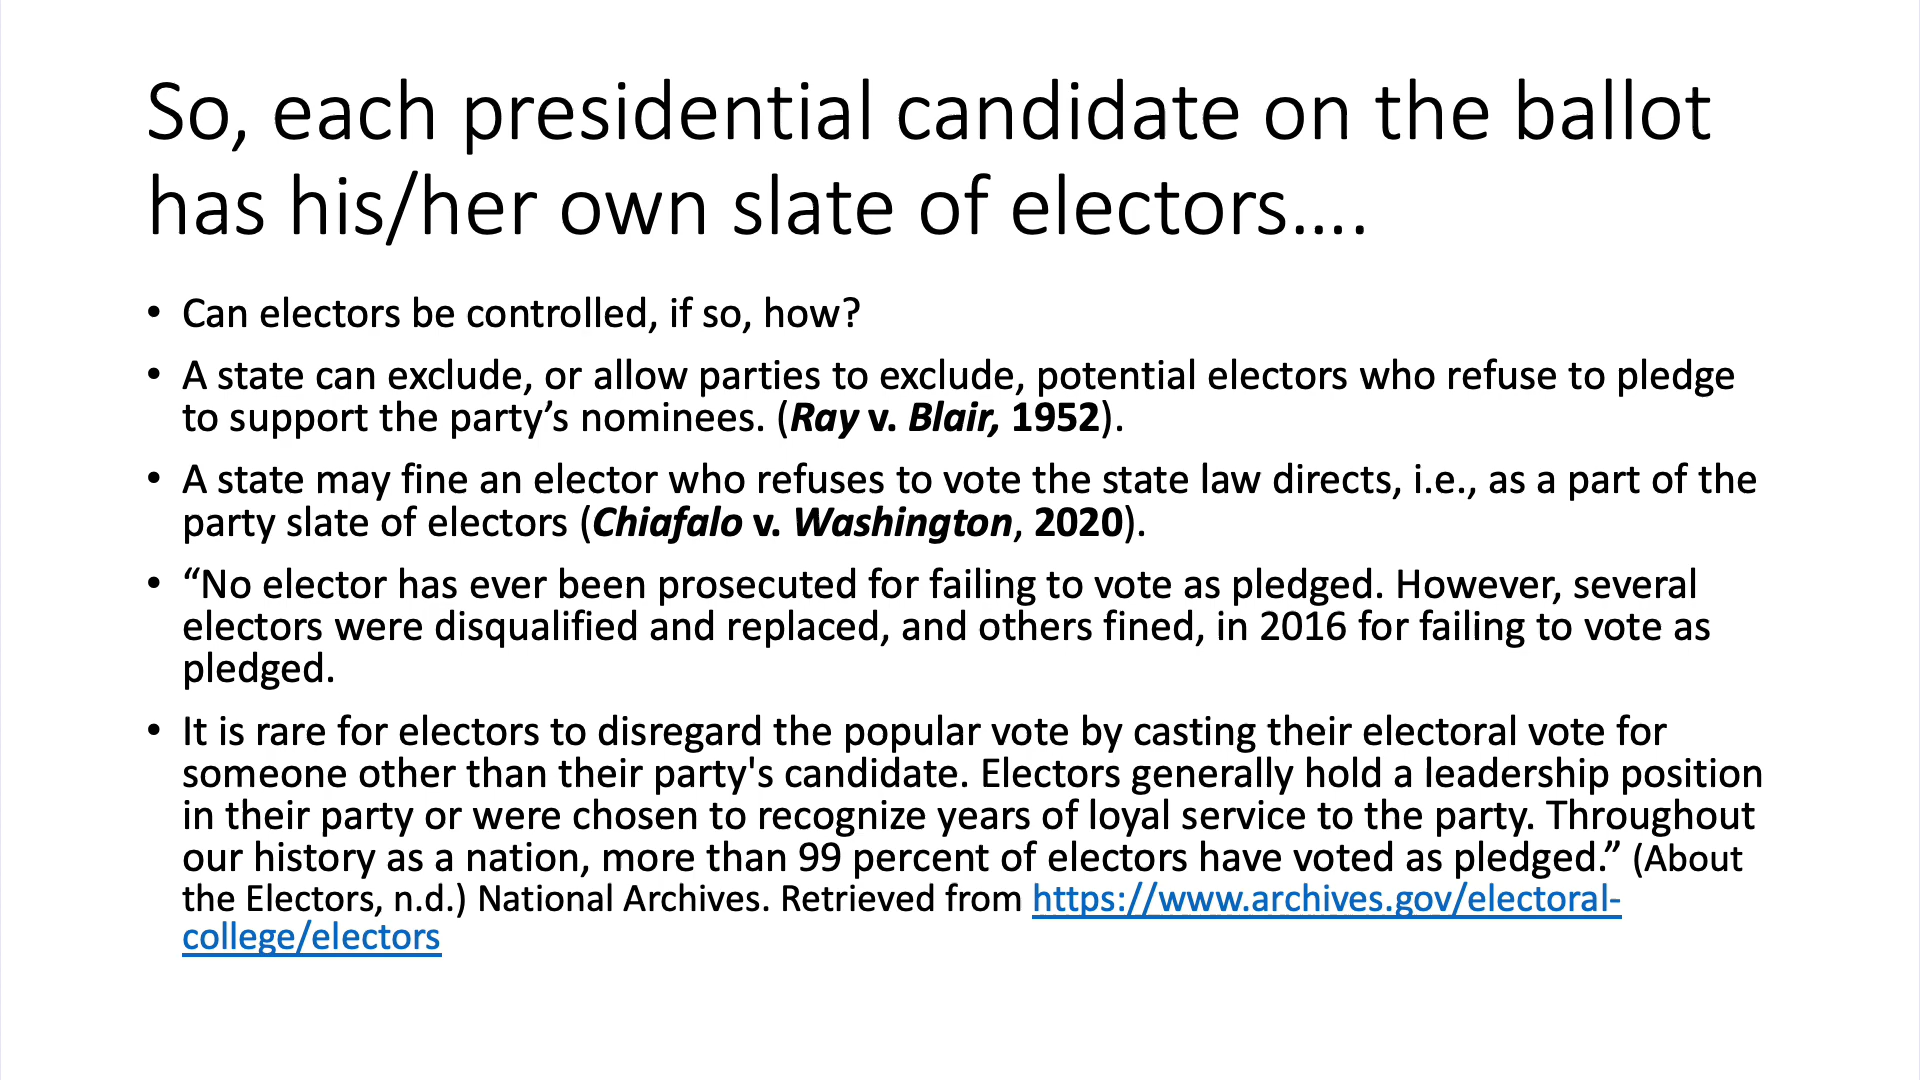 So, each presidential candidate on the ballot
has his/her own slate of electors….
• Can electors be controlled, if so, how?
• A state can exclude, or allow parties to exclude, potential electors who refuse to pledge
to support the party’s nominees. (Ray v. Blair, 1952).
• A state may fine an elector who refuses to vote the state law directs, i.e., as a part of the
party slate of electors (Chiafalo v. Washington, 2020).
• “No elector has ever been prosecuted for failing to vote as pledged. However, several
electors were disqualified and replaced, and others fined, in 2016 for failing to vote as
pledged.
• It is rare for electors to disregard the popular vote by casting their electoral vote for
someone other than their party's candidate. Electors generally hold a leadership position
in their party or were chosen to recognize years of loyal service to the party. Throughout
our history as a nation, more than 99 percent of electors have voted as pledged.” (About
the Electors, n.d.) National Archives. Retrieved from https://www.archives.gov/electoral-
college/electors